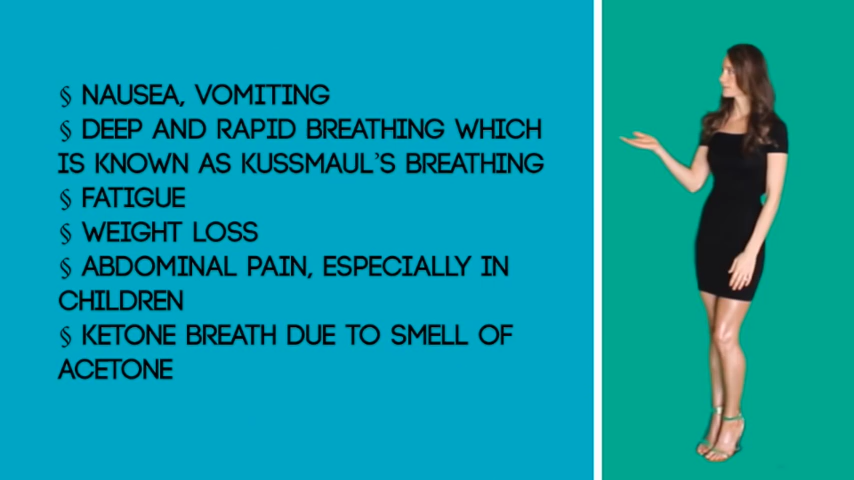 § NAUSEA, VOMITING
§ DEEP AND RAPID BREATHING WHICH
IS KNOWN AS KUSSMAUL'S BREATHING
§ FATIGUE
§ WEIGHT LOSS
§ ABDOMINAL PAIN, ESPECIALLY IN
CHILDREN
§ KETONE BREATH DUE TO SMELL OF
ACETONE